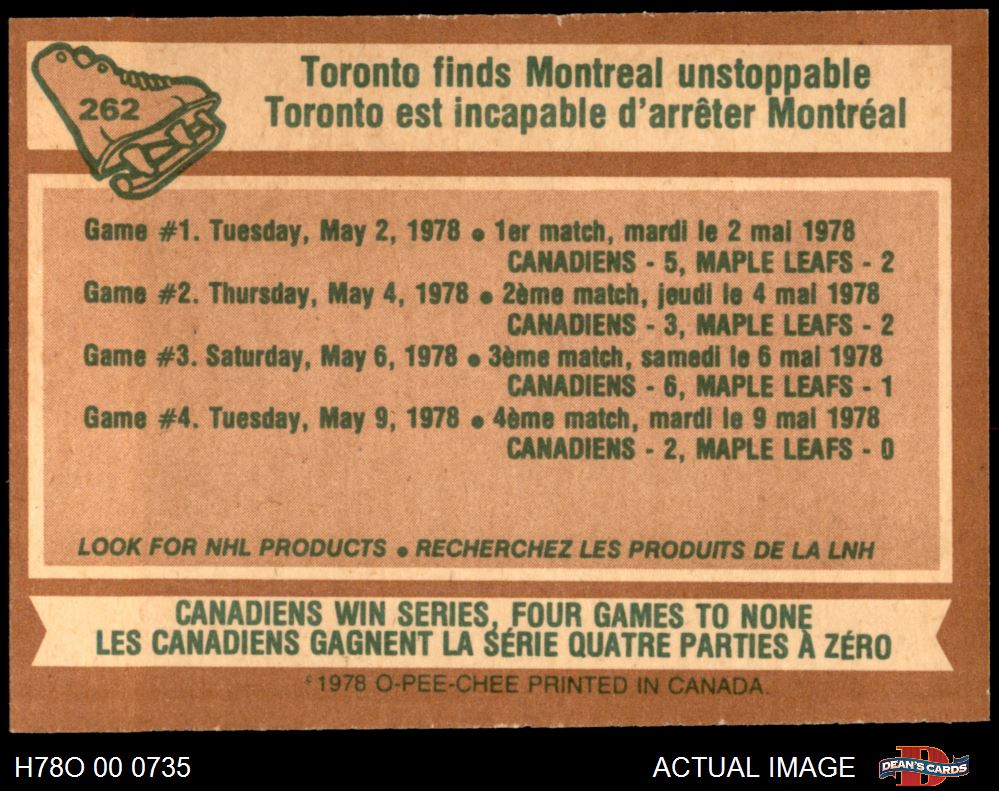 262
Toronto finds Montreal unstoppable
Toronto est incapable d'arrêter Montréal
Game #1. Tuesday, May 2, 1978 • 1er match, mardi le 2 mai 1978
CANADIENS - 5, MAPLE LEAFS - 2
Game #2. Thursday, May 4, 1978 • 2ème match, jeudi le 4 mai 1978
CANADIENS - 3, MAPLE LEAFS - 2
Game #3. Saturday, May 6, 1978 • 3ème match, samedi le 6 mai 1978
CANADIENS - 6, MAPLE LEAFS - 1
Game #4. Tuesday, May 9, 1978 • 4ème match, mardi le 9 mai 1978
CANADIENS - 2, MAPLE LEAFS - 0
LOOK FOR NHL PRODUCTS • RECHERCHEZ LES PRODUITS DE LA LNH
CANADIENS WIN SERIES, FOUR GAMES TO NONE
LES CANADIENS GAGNENT LA SÉRIE QUATRE PARTIES À ZÉRO
© 1978 O-PEE-CHEE PRINTED IN CANADA.
H78O 00 0735
ACTUAL IMAGE
D
DEAN'S CARDS